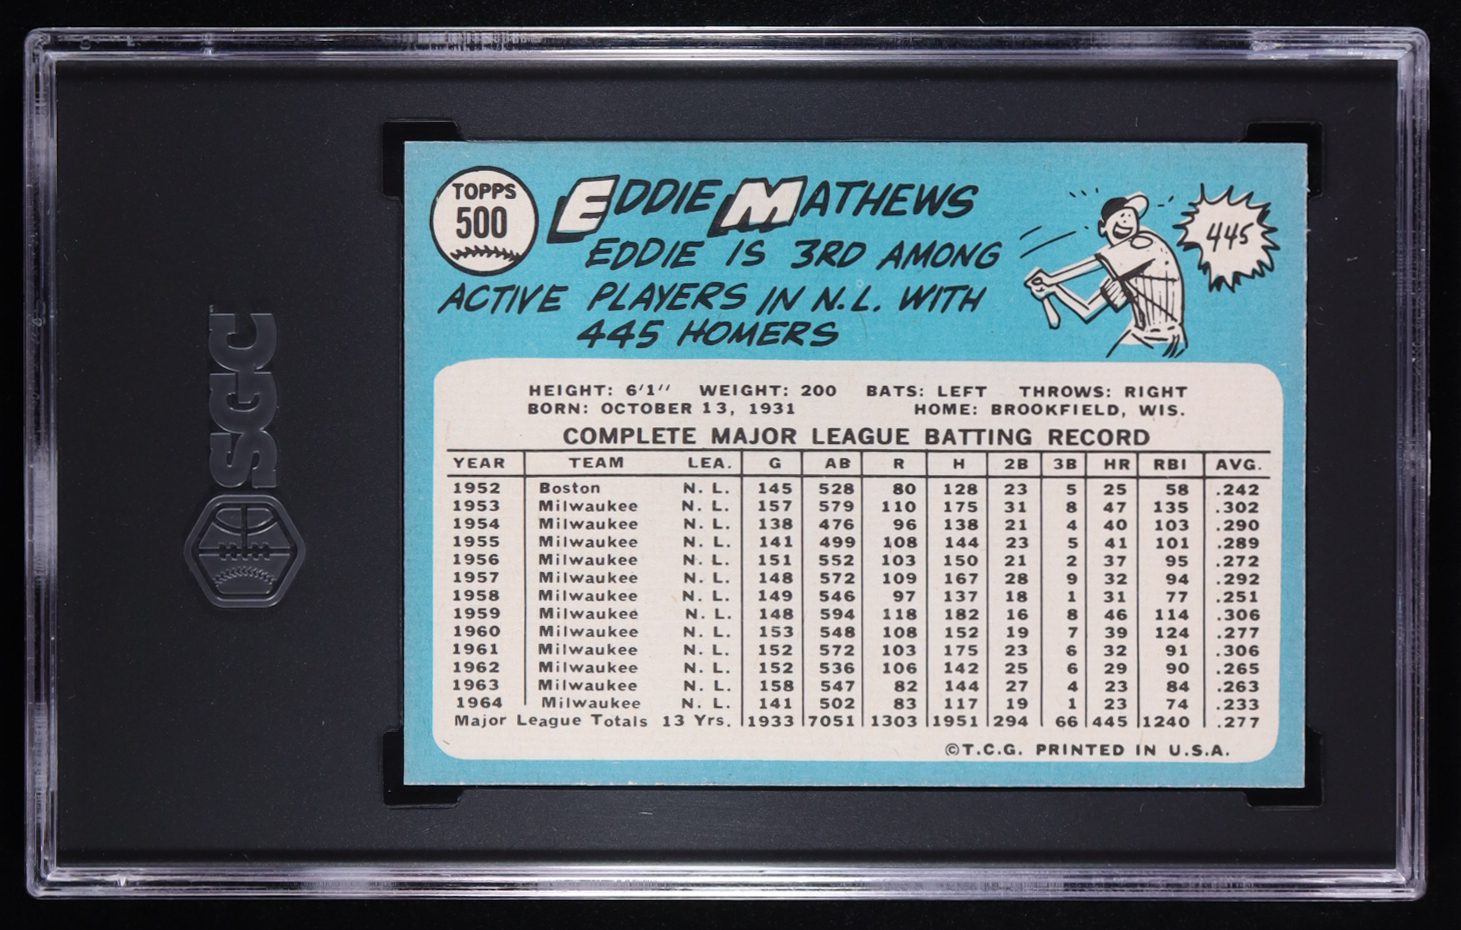 SGC
TOPPS
500
EDDIE MATHEWS
EDDIE IS 3RD AMONG
ACTIVE PLAYERS IN N.L. WITH
445 HOMERS
445
HEIGHT: 6'1" WEIGHT: 200 BATS: LEFT THROWS: RIGHT
BORN: OCTOBER 13, 1931 HOME: BROOKFIELD, WIS.
COMPLETE MAJOR LEAGUE BATTING RECORD
YEAR TEAM LEA. G AB R H 2B 3B HR RBI AVG.
1952 Boston N. L. 145 528 80 128 23 5 25 58 .242
1953 Milwaukee N. L. 157 579 110 175 31 8 47 135 .302
1954 Milwaukee N. L. 138 476 96 138 21 4 40 103 .290
1955 Milwaukee N. L. 141 499 108 144 23 5 41 101 .289
1956 Milwaukee N. L. 151 552 103 150 21 2 37 95 .272
1957 Milwaukee N. L. 148 572 109 167 28 9 32 94 .292
1958 Milwaukee N. L. 149 546 97 137 18 1 31 77 .251
1959 Milwaukee N. L. 148 594 118 182 16 8 46 114 .306
1960 Milwaukee N. L. 153 548 108 152 19 7 39 124 .277
1961 Milwaukee N. L. 152 572 103 175 23 6 32 91 .306
1962 Milwaukee N. L. 152 536 106 142 25 6 29 90 .265
1963 Milwaukee N. L. 158 547 82 144 27 4 23 84 .263
1964 Milwaukee N. L. 141 502 83 117 19 1 23 74 .233
Major League Totals 13 Yrs. 1933 7051 1303 1951 294 66 445 1240 .277
©T.C.G. PRINTED IN U.S.A.